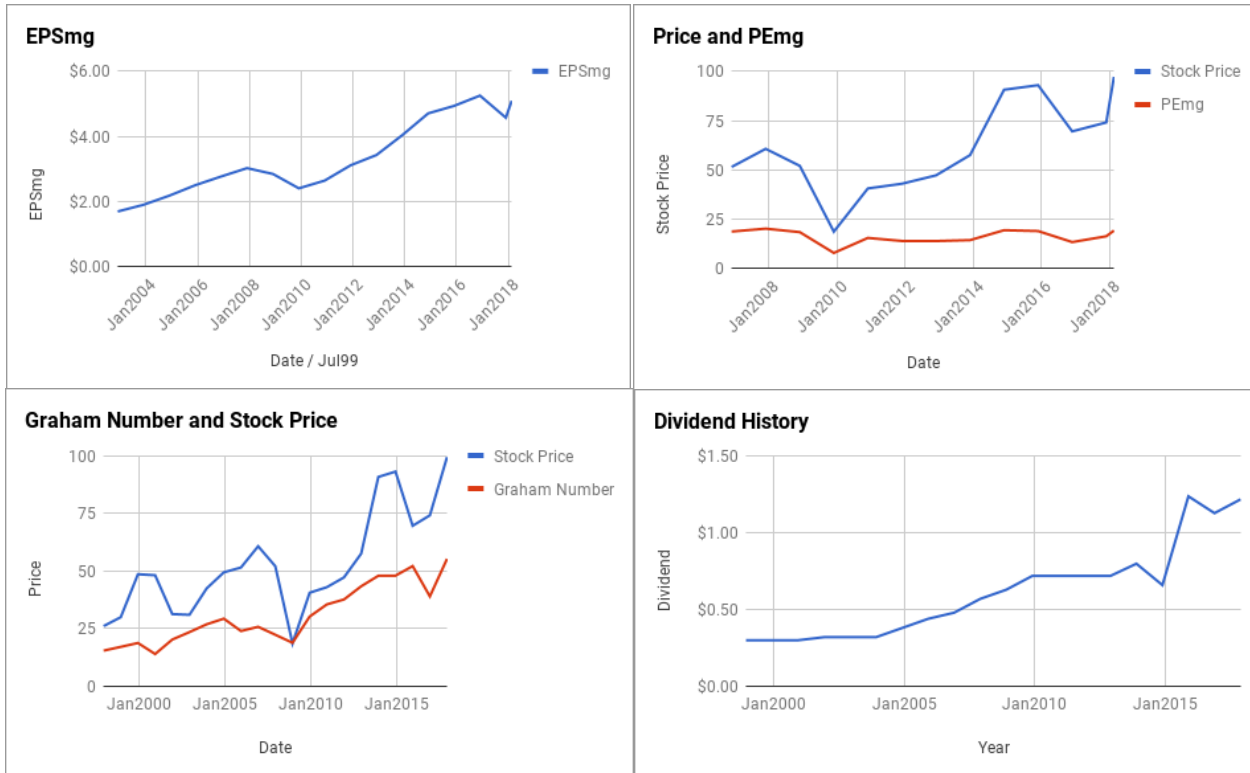 EPSmg
EPSmg
$6.00
$4.00
$2.00
$0.00
EPSmg
Jan2004
Jan2006
Jan2008
Jan2010
Jan2012
Jan2014
Jan2016
Jan2018
Date / Jul99
Price and PEmg
Stock Price
PEmg
100
75
50
25
0
Stock Price
Jan2008
Jan2010
Jan2012
Jan2014
Jan2016
Jan2018
Date
Graham Number and Stock Price
Stock Price
Graham Number
100
75
50
25
0
Price
Jan2000
Jan2005
Jan2010
Jan2015
Date
Dividend History
$1.50
$1.00
$0.50
$0.00
Dividend
Jan2000
Jan2005
Jan2010
Jan2015
Year